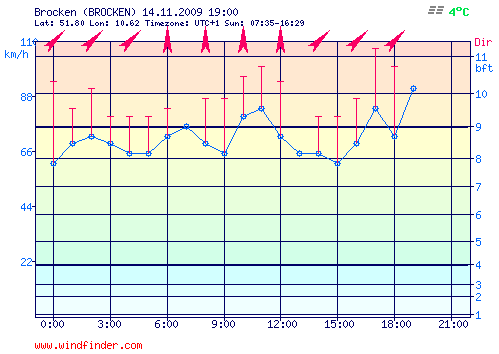 Brocken (BROCKEN) 14.11.2009 19:00
4°C
Lat: 51.80 Lon: 10.62 Timezone: UTC+1 Sun: 07:35-16:29
110
Dir
km/h
11
bft
88
10
9
66
8
7
44
6
5
22
4
3
2
1
0:00 3:00 6:00 9:00 12:00 15:00 18:00 21:00
www.windfinder.com